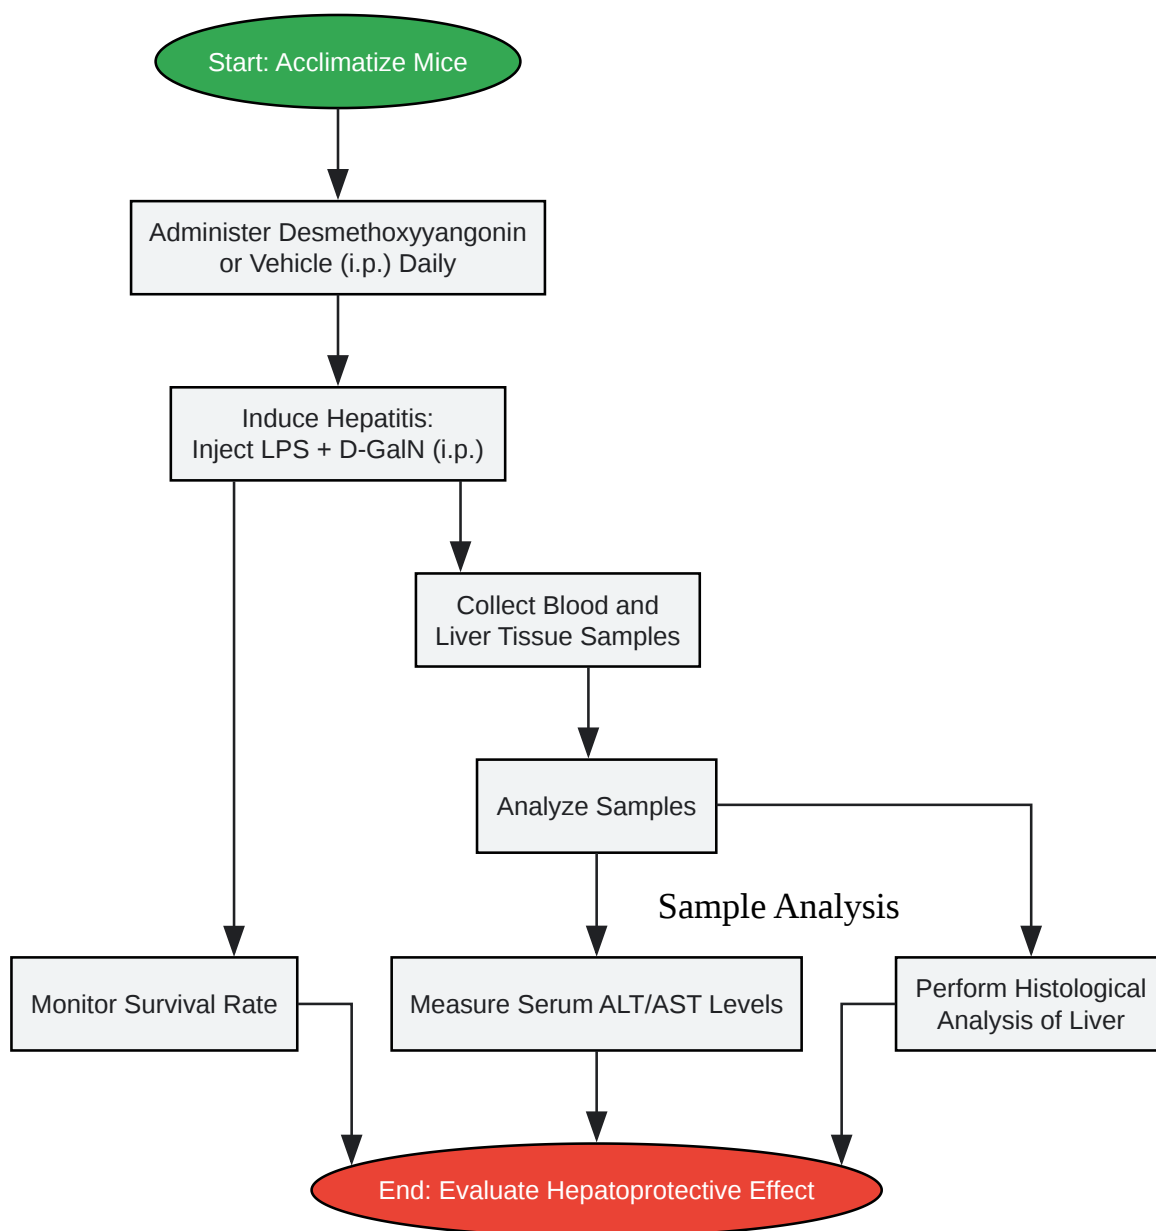 Start: Acclimatize Mice
Administer Desmethoxyyangonin
or Vehicle (i.p.) Daily
Induce Hepatitis:
Inject LPS + D-GalN (i.p.)
Collect Blood and
Liver Tissue Samples
Analyze Samples
Sample Analysis
Monitor Survival Rate
Measure Serum ALT/AST Levels
Perform Histological
Analysis of Liver
End: Evaluate Hepatoprotective Effect